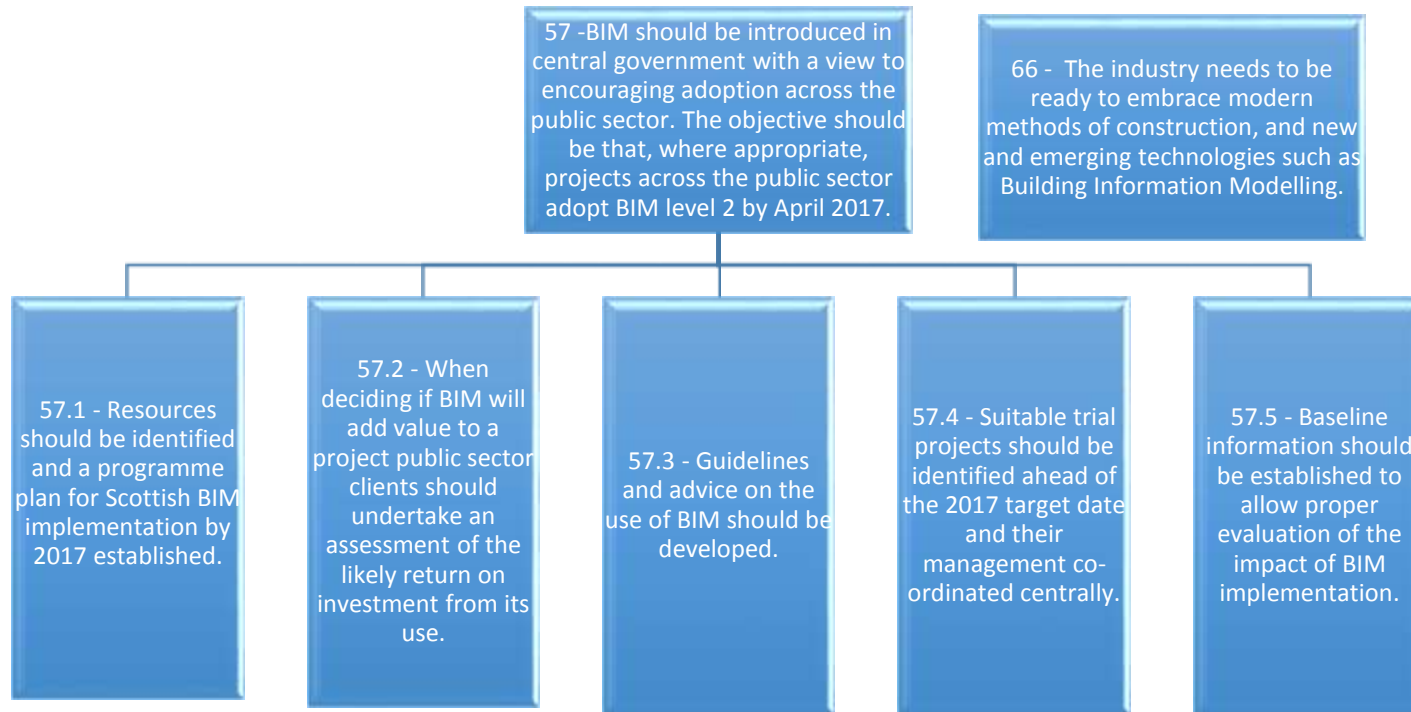 57 -BIM should be introduced in
central government with a view to
encouraging adoption across the
public sector. The objective should
be that, where appropriate,
projects across the public sector
adopt BIM level 2 by April 2017.
66 -  The industry needs to be
ready to embrace modern
methods of construction, and new
and emerging technologies such as
Building Information Modelling.
57.1 - Resources
should be identified
and a programme
plan for Scottish BIM
implementation by
2017 established.
57.2 - When
deciding if BIM will
add value to a
project public sector
clients should
undertake an
assessment of the
likely return on
investment from its
use.
57.3 - Guidelines
and advice on the
use of BIM should be
developed.
57.4 - Suitable trial
projects should be
identified ahead of
the 2017 target date
and their
management co-
ordinated centrally.
57.5 - Baseline
information should
be established to
allow proper
evaluation of the
impact of BIM
implementation.